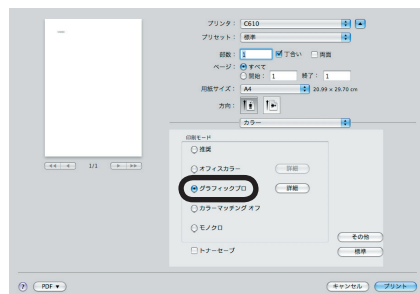 プリンタ： C610
プリセット： 標準
部数： 1 丁合い 両面
ページ： すべて
開始： 1 終了： 1
用紙サイズ： A4 20.99 × 29.70 cm
方向：
カラー
印刷モード
推奨
オフィスカラー 詳細
グラフィックプロ 詳細
カラーマッチング オフ
モノクロ
トナーセーブ
その他
標準
1/1
? PDF キャンセル プリント